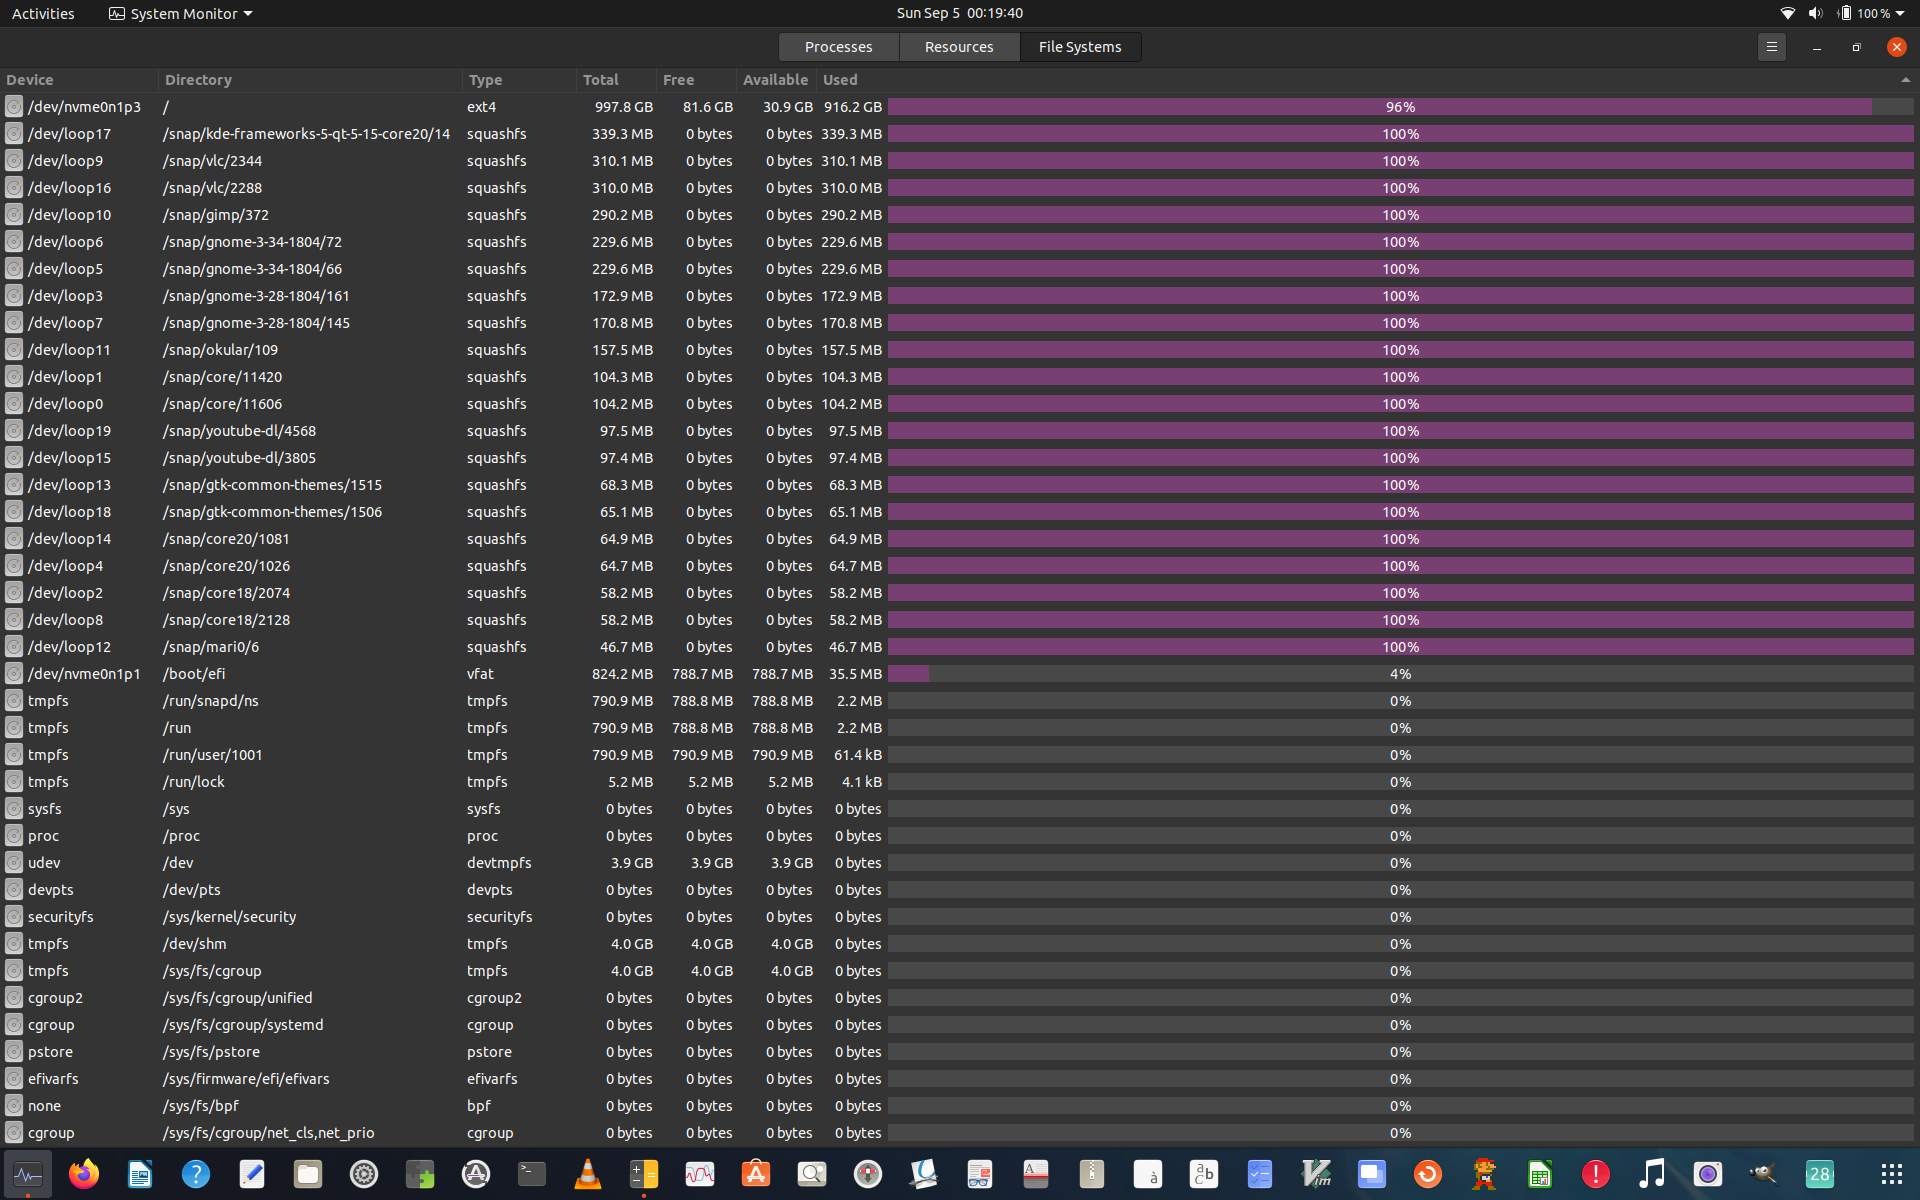 Activities System Monitor Sun Sep 5 00:19:40 100 %
Processes Resources File Systems
Device Directory Type Total Free Available Used
/dev/nvme0n1p3 / ext4 997.8 GB 81.6 GB 30.9 GB 916.2 GB 96%
/dev/loop17 /snap/kde-frameworks-5-qt-5-15-core20/14 squashfs 339.3 MB 0 bytes 0 bytes 339.3 MB 100%
/dev/loop9 /snap/vlc/2344 squashfs 310.1 MB 0 bytes 0 bytes 310.1 MB 100%
/dev/loop16 /snap/vlc/2288 squashfs 310.0 MB 0 bytes 0 bytes 310.0 MB 100%
/dev/loop10 /snap/gimp/372 squashfs 290.2 MB 0 bytes 0 bytes 290.2 MB 100%
/dev/loop6 /snap/gnome-3-34-1804/72 squashfs 229.6 MB 0 bytes 0 bytes 229.6 MB 100%
/dev/loop5 /snap/gnome-3-34-1804/66 squashfs 229.6 MB 0 bytes 0 bytes 229.6 MB 100%
/dev/loop3 /snap/gnome-3-28-1804/161 squashfs 172.9 MB 0 bytes 0 bytes 172.9 MB 100%
/dev/loop7 /snap/gnome-3-28-1804/145 squashfs 170.8 MB 0 bytes 0 bytes 170.8 MB 100%
/dev/loop11 /snap/okular/109 squashfs 157.5 MB 0 bytes 0 bytes 157.5 MB 100%
/dev/loop1 /snap/core/11420 squashfs 104.3 MB 0 bytes 0 bytes 104.3 MB 100%
/dev/loop0 /snap/core/11606 squashfs 104.2 MB 0 bytes 0 bytes 104.2 MB 100%
/dev/loop19 /snap/youtube-dl/4568 squashfs 97.5 MB 0 bytes 0 bytes 97.5 MB 100%
/dev/loop15 /snap/youtube-dl/3805 squashfs 97.4 MB 0 bytes 0 bytes 97.4 MB 100%
/dev/loop13 /snap/gtk-common-themes/1515 squashfs 68.3 MB 0 bytes 0 bytes 68.3 MB 100%
/dev/loop18 /snap/gtk-common-themes/1506 squashfs 65.1 MB 0 bytes 0 bytes 65.1 MB 100%
/dev/loop14 /snap/core20/1081 squashfs 64.9 MB 0 bytes 0 bytes 64.9 MB 100%
/dev/loop4 /snap/core20/1026 squashfs 64.7 MB 0 bytes 0 bytes 64.7 MB 100%
/dev/loop2 /snap/core18/2074 squashfs 58.2 MB 0 bytes 0 bytes 58.2 MB 100%
/dev/loop8 /snap/core18/2128 squashfs 58.2 MB 0 bytes 0 bytes 58.2 MB 100%
/dev/loop12 /snap/mari0/6 squashfs 46.7 MB 0 bytes 0 bytes 46.7 MB 100%
/dev/nvme0n1p1 /boot/efi vfat 824.2 MB 788.7 MB 788.7 MB 35.5 MB 4%
tmpfs /run/snapd/ns tmpfs 790.9 MB 788.8 MB 788.8 MB 2.2 MB 0%
tmpfs /run tmpfs 790.9 MB 788.8 MB 788.8 MB 2.2 MB 0%
tmpfs /run/user/1001 tmpfs 790.9 MB 790.9 MB 790.9 MB 61.4 kB 0%
tmpfs /run/lock tmpfs 5.2 MB 5.2 MB 5.2 MB 4.1 kB 0%
sysfs /sys sysfs 0 bytes 0 bytes 0 bytes 0 bytes 0%
proc /proc proc 0 bytes 0 bytes 0 bytes 0 bytes 0%
udev /dev devtmpfs 3.9 GB 3.9 GB 3.9 GB 0 bytes 0%
devpts /dev/pts devpts 0 bytes 0 bytes 0 bytes 0 bytes 0%
securityfs /sys/kernel/security securityfs 0 bytes 0 bytes 0 bytes 0 bytes 0%
tmpfs /dev/shm tmpfs 4.0 GB 4.0 GB 4.0 GB 0 bytes 0%
tmpfs /sys/fs/cgroup tmpfs 4.0 GB 4.0 GB 4.0 GB 0 bytes 0%
cgroup2 /sys/fs/cgroup/unified cgroup2 0 bytes 0 bytes 0 bytes 0 bytes 0%
cgroup /sys/fs/cgroup/systemd cgroup 0 bytes 0 bytes 0 bytes 0 bytes 0%
pstore /sys/fs/pstore pstore 0 bytes 0 bytes 0 bytes 0 bytes 0%
efivarfs /sys/firmware/efi/efivars efivarfs 0 bytes 0 bytes 0 bytes 0 bytes 0%
none /sys/fs/bpf bpf 0 bytes 0 bytes 0 bytes 0 bytes 0%
cgroup /sys/fs/cgroup/net_cls,net_prio cgroup 0 bytes 0 bytes 0 bytes 0 bytes 0%
? >_ A A à a b c Vim ! 28